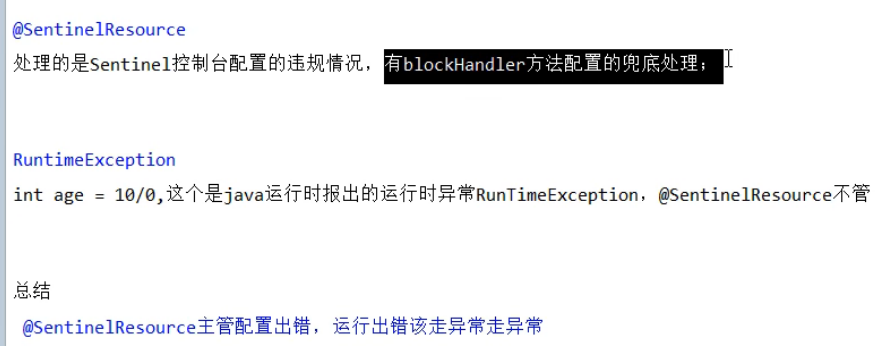 @SentinelResource
处理的是Sentinel控制台配置的违规情况，有blockHandler方法配置的兜底处理；
RuntimeException
int age = 10/0,这个是java运行时报出的运行时异常RunTimeException，@SentinelResource不管
总结
@SentinelResource主管配置出错，运行出错该走异常走异常